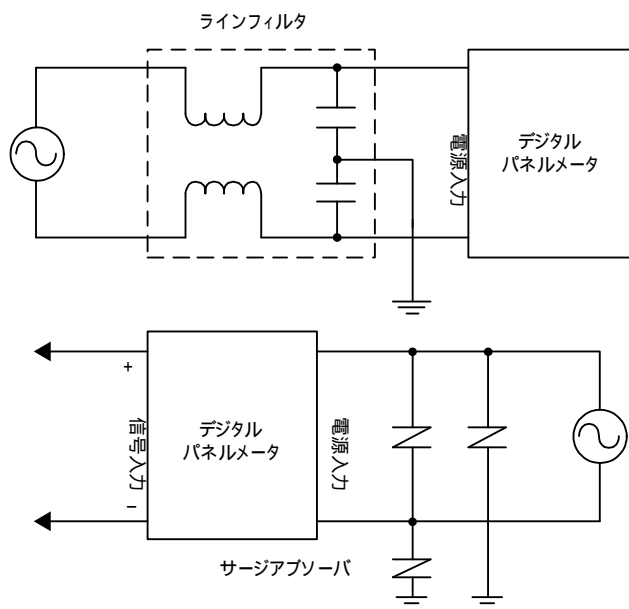 ラインフィルタ
電源入力
デジタル
パネルメータ
+
−
信号入力
デジタル
パネルメータ
電源入力
サージアブソーバ